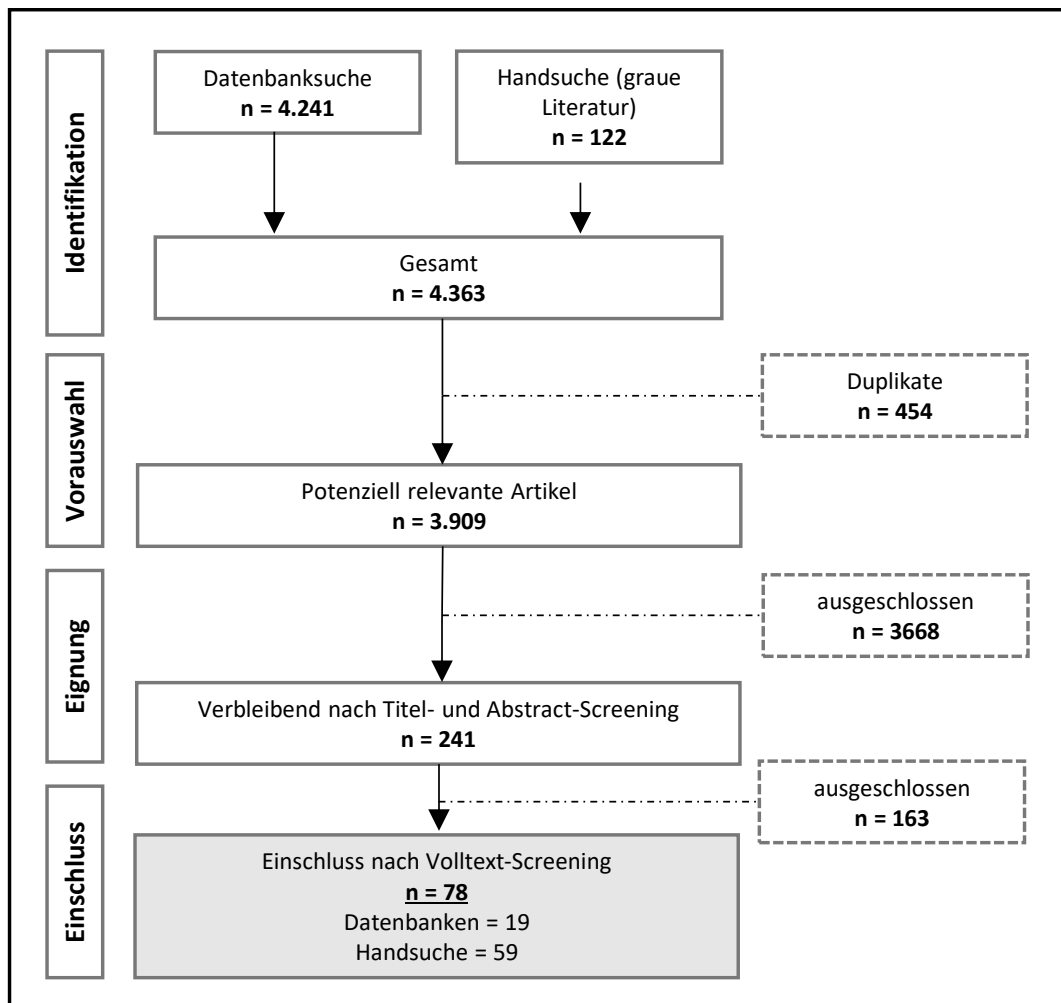 Identifikation
Datenbanksuche
n = 4.241
Handsuche (graue
Literatur)
n = 122
Gesamt
n = 4.363
Vorauswahl
Duplikate
n = 454
Potenziell relevante Artikel
n = 3.909
Eignung
ausgeschlossen
n = 3668
Verbleibend nach Titel- und Abstract-Screening
n = 241
Einschluss
ausgeschlossen
n = 163
Einschluss nach Volltext-Screening
n = 78
Datenbanken = 19
Handsuche = 59